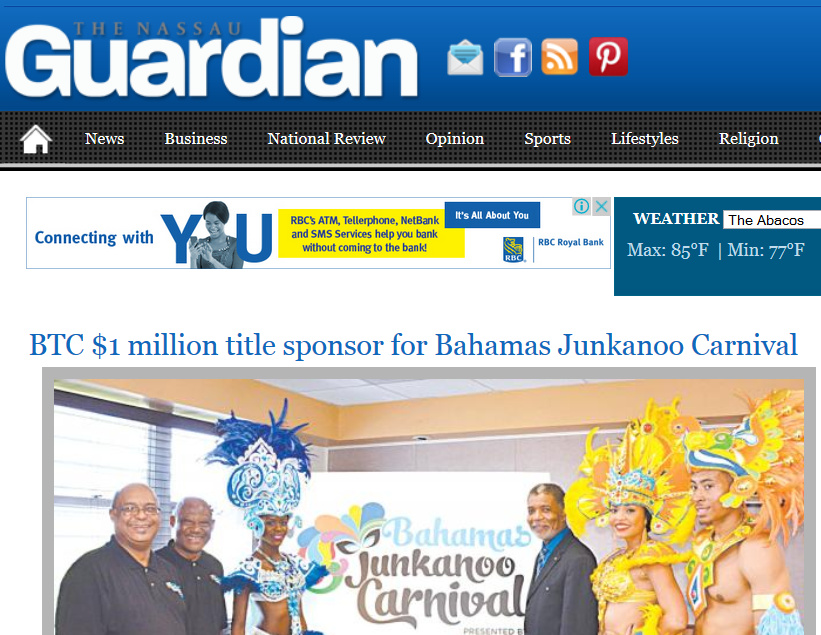 THE NASSAU
Guardian
News Business National Review Opinion Sports Lifestyles Religion
Connecting with YOU
RBC's ATM, Tellerphone, NetBank
and SMS Services help you bank
without coming to the bank!
It's All About You
RBC
RBC Royal Bank
WEATHER The Abacos
Max: 85°F | Min: 77°F
BTC $1 million title sponsor for Bahamas Junkanoo Carnival
Bahamas
Junkanoo
Carnival
PRESENTED B